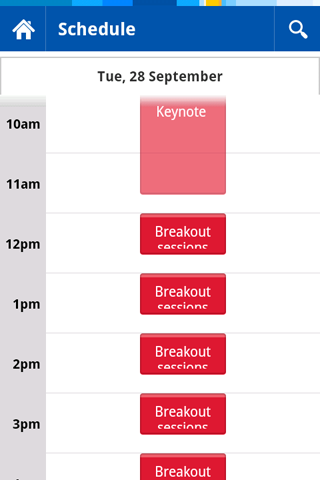 Schedule
Tue, 28 September
Keynote
10am
11am
Breakout
sessions
12pm
Breakout
sessions
1pm
Breakout
sessions
2pm
Breakout
sessions
3pm
Breakout